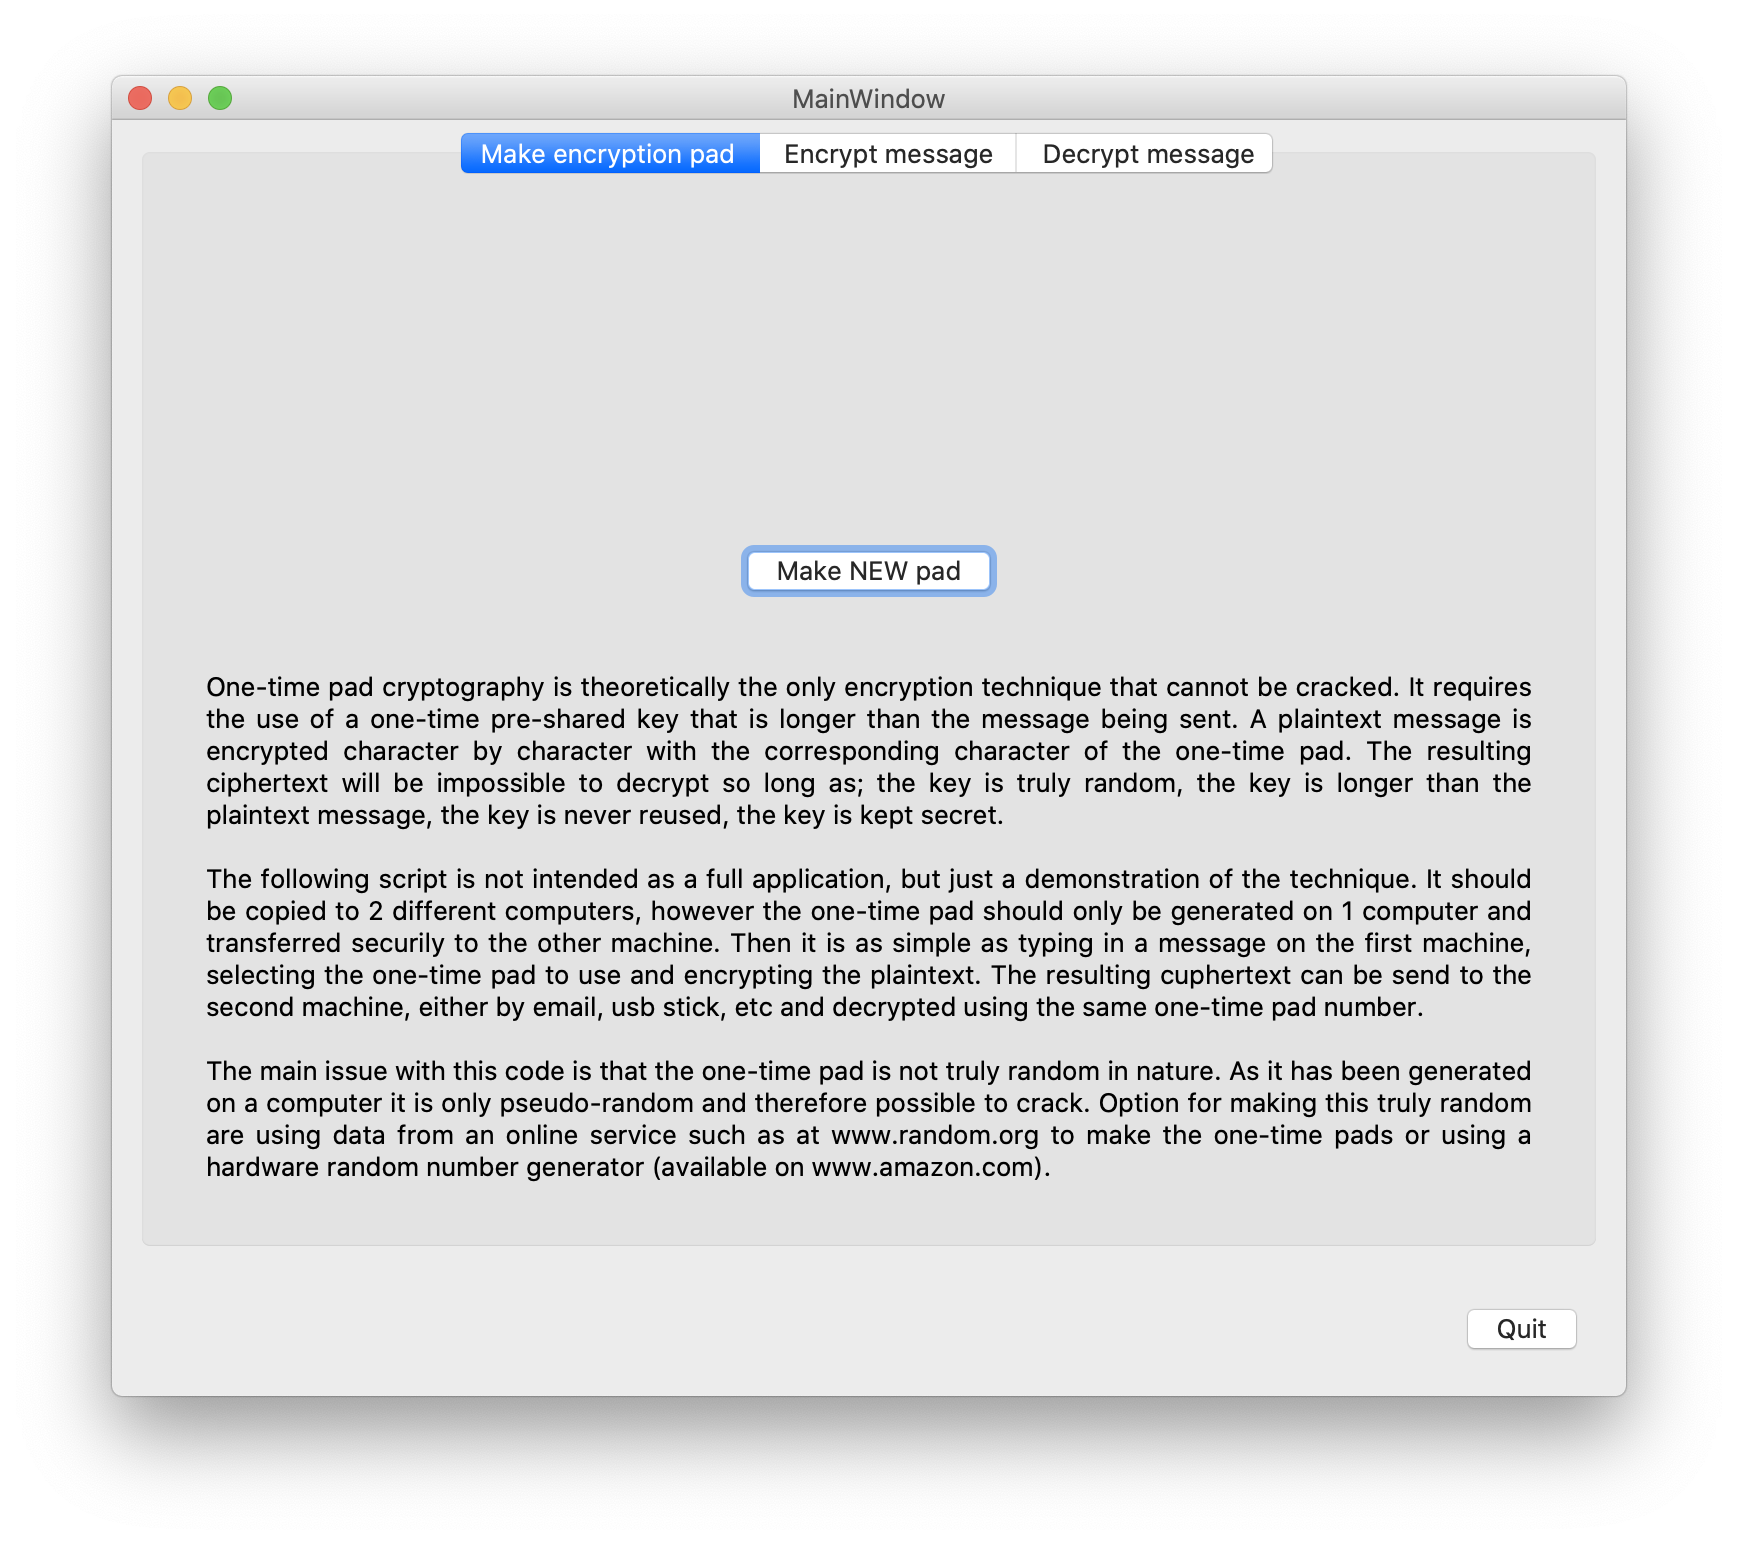 MainWindow
Make encryption pad
Encrypt message
Decrypt message
Make NEW pad
One-time pad cryptography is theoretically the only encryption technique that cannot be cracked. It requires
the use of a one-time pre-shared key that is longer than the message being sent. A plaintext message is
encrypted character by character with the corresponding character of the one-time pad. The resulting
ciphertext will be impossible to decrypt so long as; the key is truly random, the key is longer than the
plaintext message, the key is never reused, the key is kept secret.
The following script is not intended as a full application, but just a demonstration of the technique. It should
be copied to 2 different computers, however the one-time pad should only be generated on 1 computer and
transferred securily to the other machine. Then it is as simple as typing in a message on the first machine,
selecting the one-time pad to use and encrypting the plaintext. The resulting cuphertext can be send to the
second machine, either by email, usb stick, etc and decrypted using the same one-time pad number.
The main issue with this code is that the one-time pad is not truly random in nature. As it has been generated
on a computer it is only pseudo-random and therefore possible to crack. Option for making this truly random
are using data from an online service such as at www.random.org to make the one-time pads or using a
hardware random number generator (available on www.amazon.com).
Quit